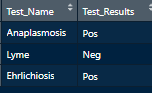 Test_Name Test_Results
Anaplasmosis Pos
Lyme Neg
Ehrlichiosis Pos